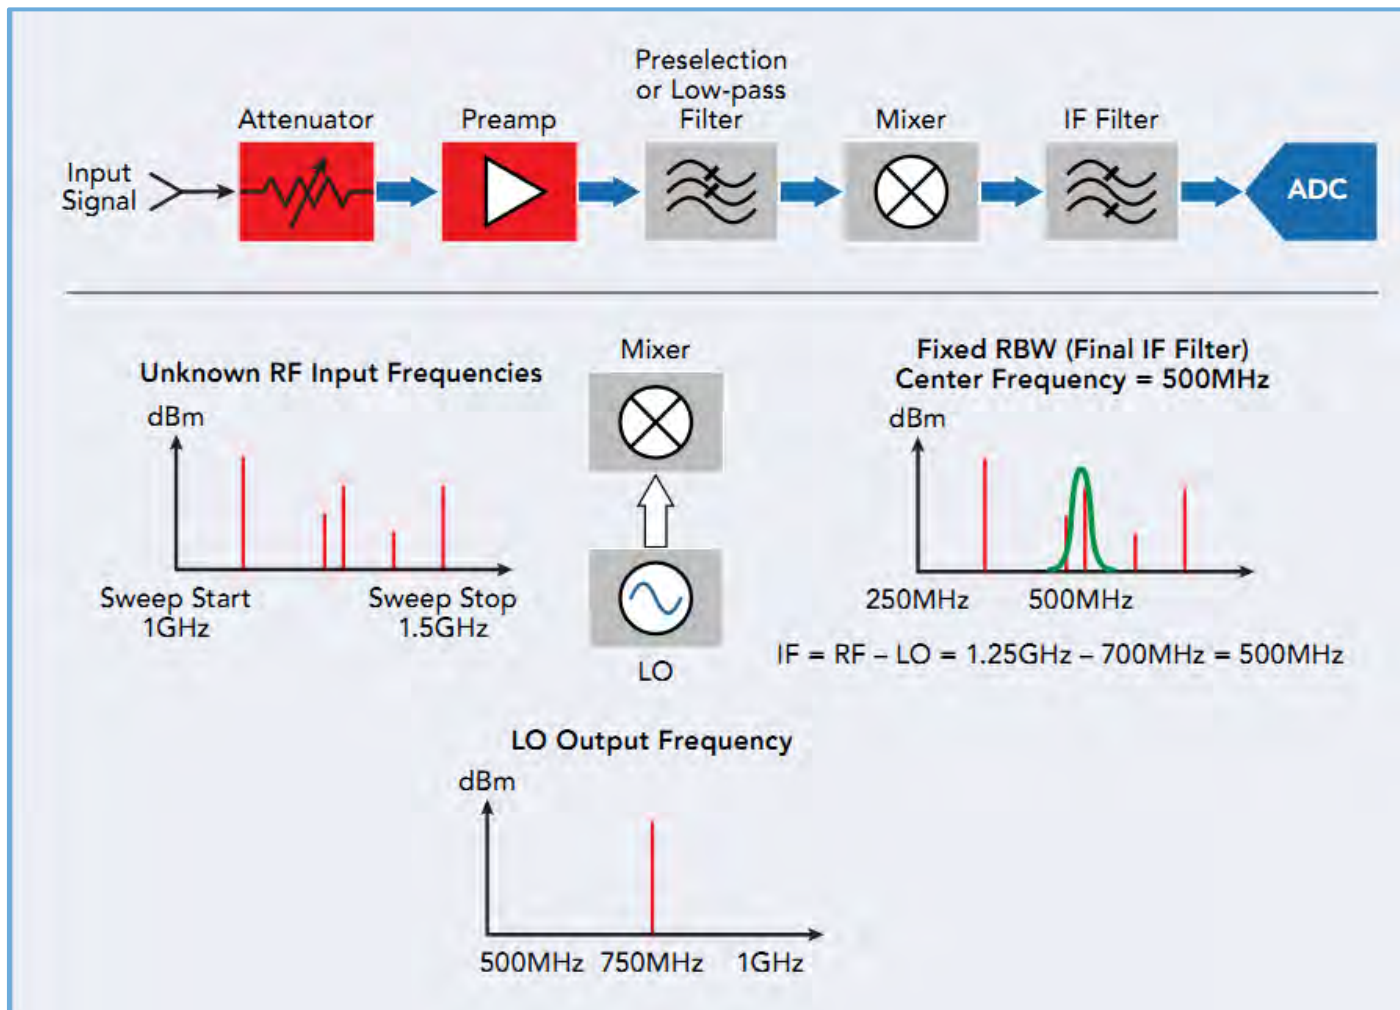 Input
Signal
Attenuator
Preamp
Preselection
or Low-pass
Filter
Mixer
IF Filter
ADC
Unknown RF Input Frequencies
dBm
Sweep Start
1GHz
Sweep Stop
1.5GHz
Mixer
LO
Fixed RBW (Final IF Filter)
Center Frequency = 500MHz
dBm
250MHz
500MHz
IF = RF – LO = 1.25GHz – 700MHz = 500MHz
LO Output Frequency
dBm
500MHz
750MHz
1GHz